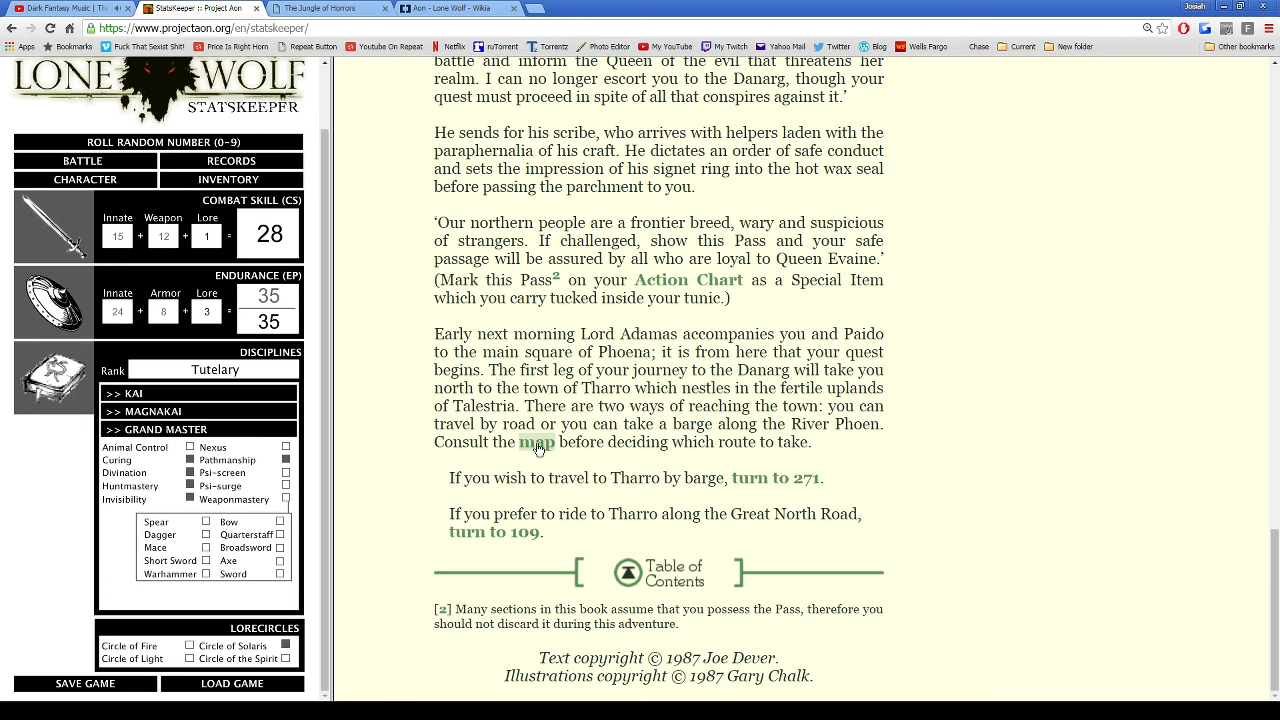 Dark Fantasy Music | Th
StatsKeeper :: Project Aon
The Jungle of Horrors
Aon - Lone Wolf - Wikia
Josiah
https://www.projectaon.org/en/statskeeper/
Apps
Bookmarks
Fuck That Sexist Shit!
Price Is Right Horn
Repeat Button
Youtube On Repeat
Netflix
ruTorrent
Torrentz
Photo Editor
My YouTube
My Twitch
Yahoo Mail
Twitter
Blog
Wells Fargo
Chase
Current
New folder
Other bookmarks
LONE WOLF
STATSKEEPER
ROLL RANDOM NUMBER (0-9)
BATTLE
RECORDS
CHARACTER
INVENTORY
COMBAT SKILL (CS)
Innate Weapon Lore
15 + 12 + 1 = 28
ENDURANCE (EP)
Innate Armor Lore
35
24 + 8 + 3 = 35
DISCIPLINES
Rank Tutelary
>> KAI
>> MAGNAKAI
>> GRAND MASTER
Animal Control Nexus
Curing Pathmanship
Divination Psi-screen
Huntmastery Psi-surge
Invisibility Weaponmastery
Spear Bow
Dagger Quarterstaff
Mace Broadsword
Short Sword Axe
Warhammer Sword
LORECIRCLES
Circle of Fire Circle of Solaris
Circle of Light Circle of the Spirit
SAVE GAME
LOAD GAME
battle and inform the Queen of the evil that threatens her
realm. I can no longer escort you to the Danarg, though your
quest must proceed in spite of all that conspires against it.’
He sends for his scribe, who arrives with helpers laden with the
paraphernalia of his craft. He dictates an order of safe conduct
and sets the impression of his signet ring into the hot wax seal
before passing the parchment to you.
‘Our northern people are a frontier breed, wary and suspicious
of strangers. If challenged, show this Pass and your safe
passage will be assured by all who are loyal to Queen Evaine.’
(Mark this Pass2 on your Action Chart as a Special Item
which you carry tucked inside your tunic.)
Early next morning Lord Adamas accompanies you and Paido
to the main square of Phoena; it is from here that your quest
begins. The first leg of your journey to the Danarg will take you
north to the town of Tharro which nestles in the fertile uplands
of Talestria. There are two ways of reaching the town: you can
travel by road or you can take a barge along the River Phoen.
Consult the map before deciding which route to take.
If you wish to travel to Tharro by barge, turn to 271.
If you prefer to ride to Tharro along the Great North Road,
turn to 109.
Table of
Contents
[2] Many sections in this book assume that you possess the Pass, therefore you
should not discard it during this adventure.
Text copyright © 1987 Joe Dever.
Illustrations copyright © 1987 Gary Chalk.